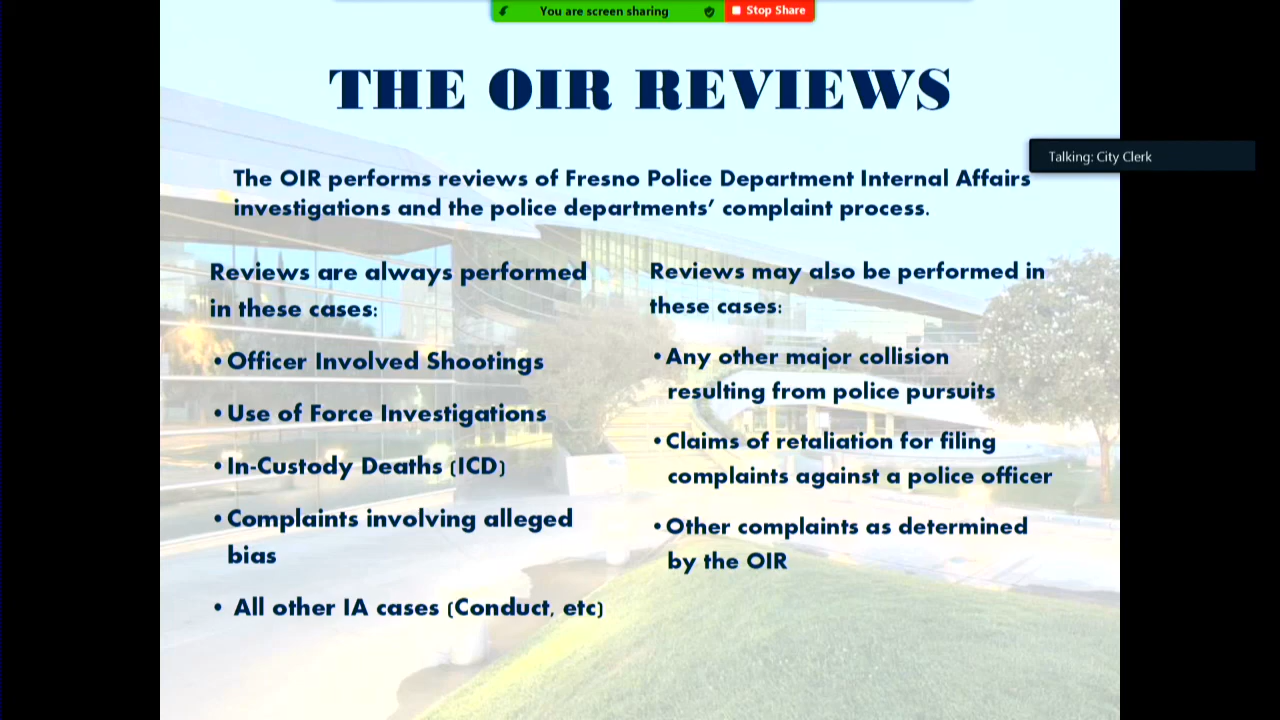 You are screen sharing
Stop Share
THE OIR REVIEWS
Talking: City Clerk
The OIR performs reviews of Fresno Police Department Internal Affairs
investigations and the police departments’ complaint process.
Reviews are always performed
in these cases:
•Officer Involved Shootings
•Use of Force Investigations
•In-Custody Deaths (ICD)
•Complaints involving alleged
bias
• All other IA cases (Conduct, etc)
Reviews may also be performed in
these cases:
•Any other major collision
resulting from police pursuits
•Claims of retaliation for filing
complaints against a police officer
•Other complaints as determined
by the OIR